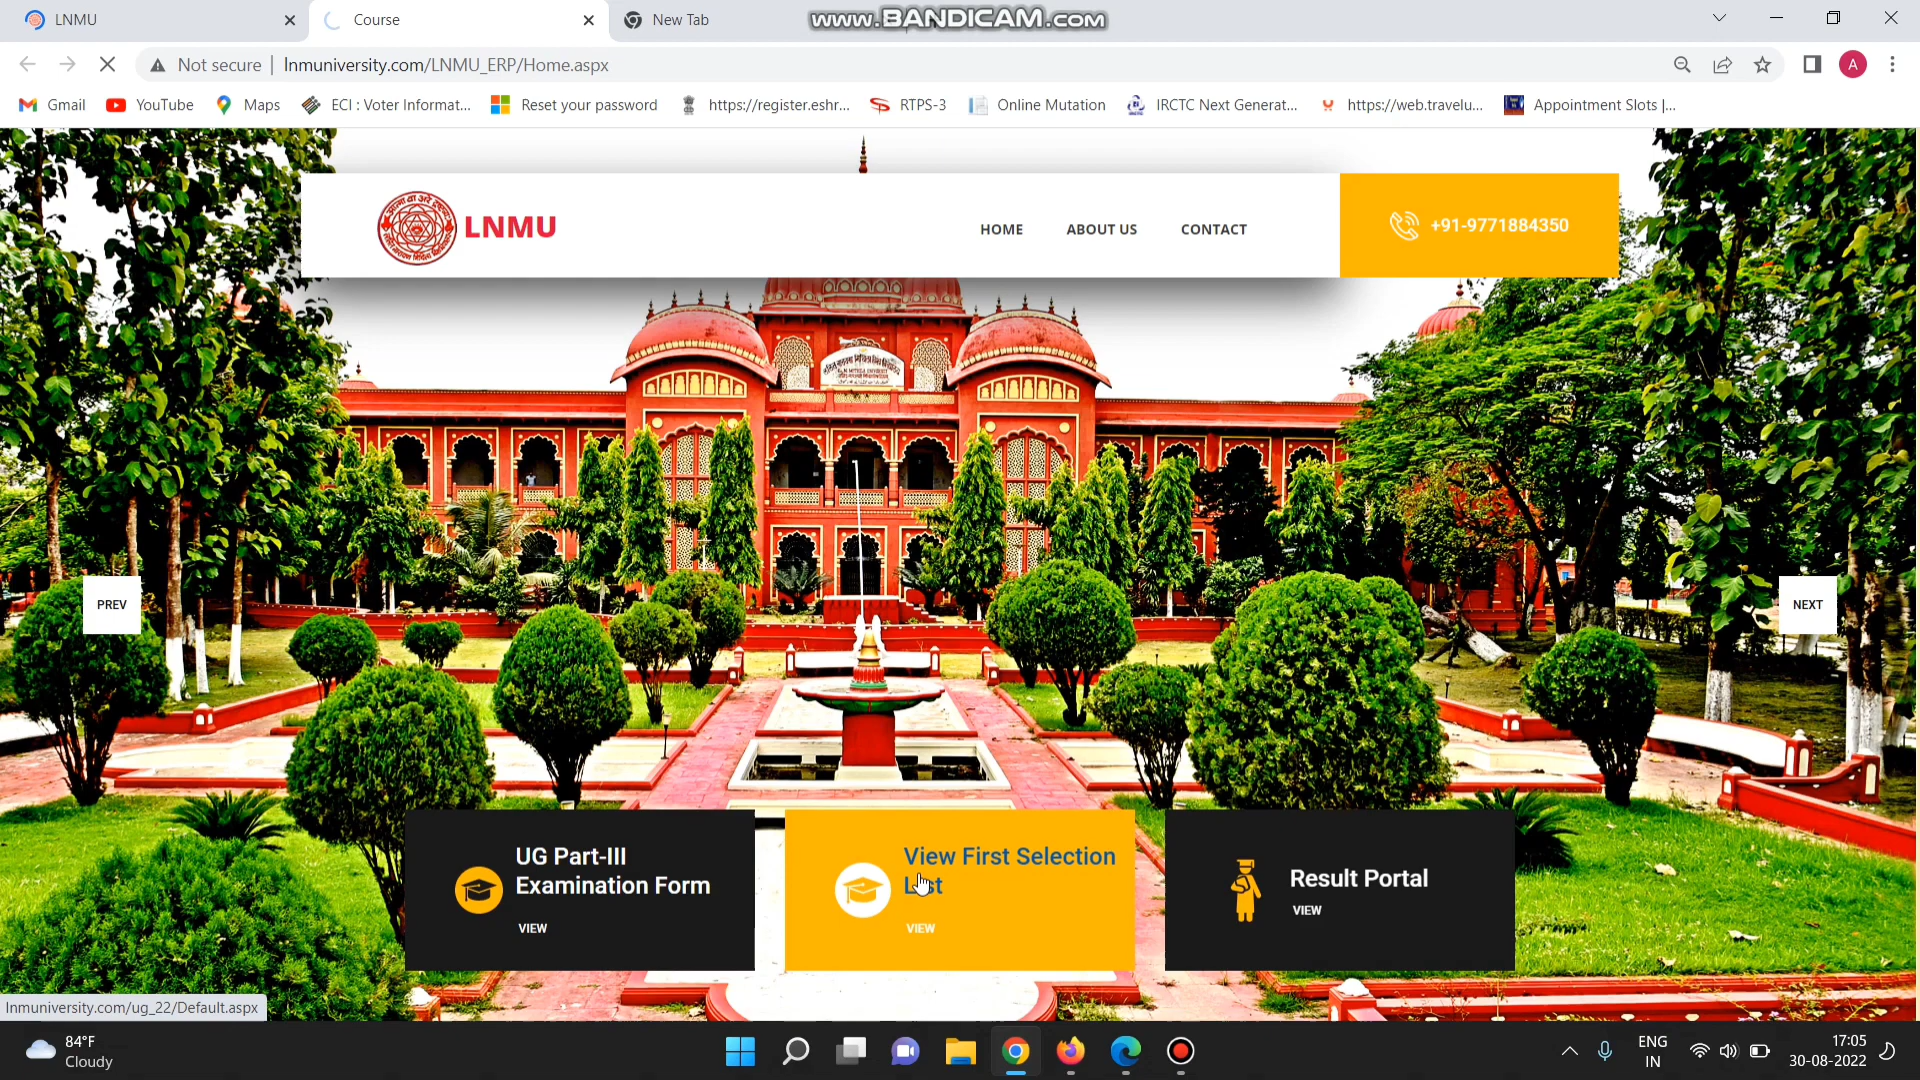 LNMU
Course
New Tab
www.BANDICAM.com
Not secure
lnmuniversity.com/LNMU_ERP/Home.aspx
A
Gmail
YouTube
Maps
ECI : Voter Informat...
Reset your password
https://register.eshr...
RTPS-3
Online Mutation
IRCTC Next Generat...
https://web.travelu...
Appointment Slots |...
LNMU
HOME
ABOUT US
CONTACT
+91-9771884350
PREV
NEXT
UG Part-III
Examination Form
VIEW
View First Selection
List
VIEW
Result Portal
VIEW
lnmuniversity.com/ug_22/Default.aspx
84°F
Cloudy
ENG
IN
17:05
30-08-2022